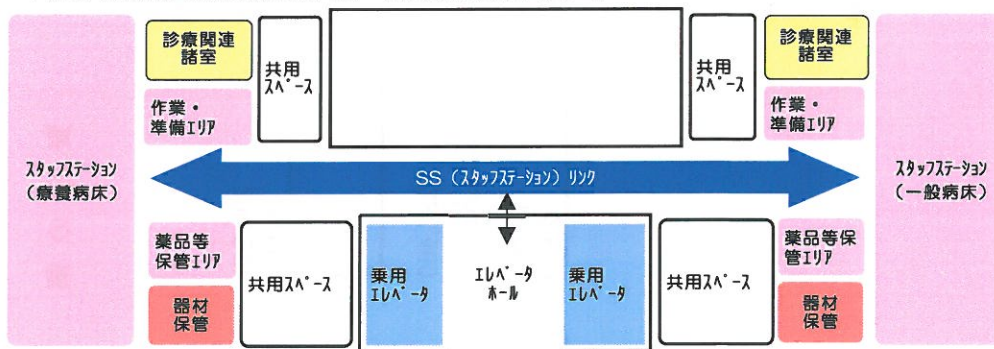 診療関連
諸室
共用
ｽﾍﾟｰｽ
共用
ｽﾍﾟｰｽ
診療関連
諸室
作業・
準備ｴﾘｱ
作業・
準備ｴﾘｱ
ｽﾀｯﾌｽﾃｰｼｮﾝ
（療養病床）
SS（ｽﾀｯﾌｽﾃｰｼｮﾝ）ﾘﾝｸ
ｽﾀｯﾌｽﾃｰｼｮﾝ
（一般病床）
薬品等
保管ｴﾘｱ
共用ｽﾍﾟｰｽ
乗用
ｴﾚﾍﾞｰﾀ
ｴﾚﾍﾞｰﾀ
ﾎｰﾙ
乗用
ｴﾚﾍﾞｰﾀ
共用ｽﾍﾟｰｽ
薬品等保
管ｴﾘｱ
器材
保管
器材
保管